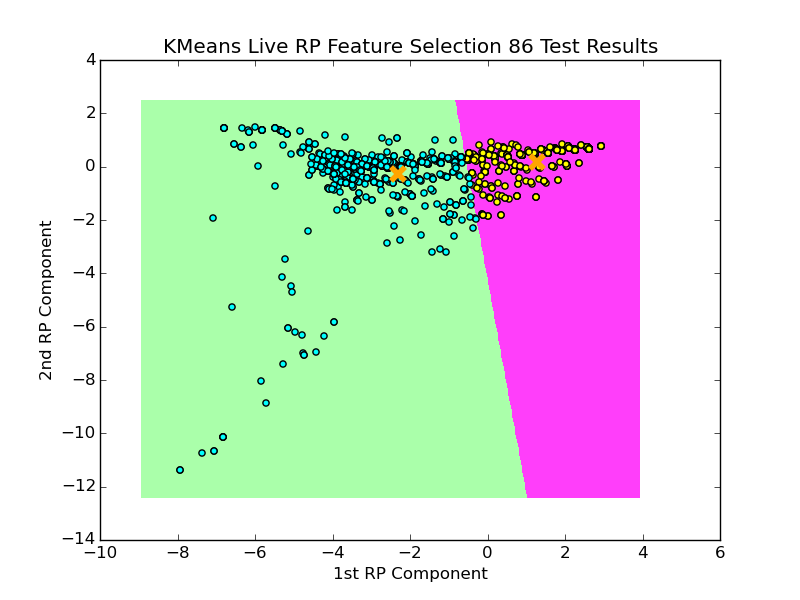 KMeans Live RP Feature Selection 86 Test Results
4
2
0
−2
−4
−6
−8
−10
−12
−14
2nd RP Component
−10 −8 −6 −4 −2 0 2 4 6
1st RP Component